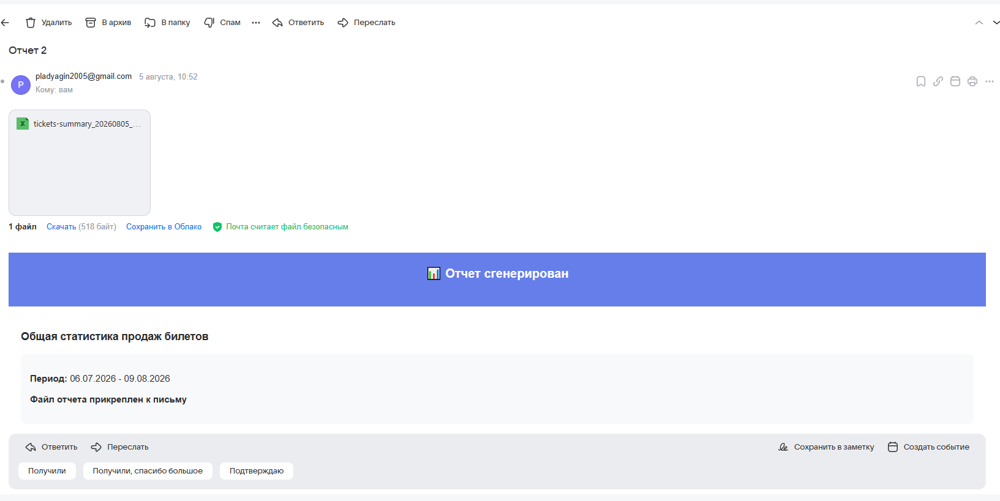 Удалить В архив В папку Спам Ответить Переслать
Отчет 2
pladyagin2005@gmail.com 5 августа, 10:52
P
Кому: вам
X tickets-summary_20260805_...
1 файл Скачать (518 байт) Сохранить в Облако Почта считает файл безопасным
Отчет сгенерирован
Общая статистика продаж билетов
Период: 06.07.2026 - 09.08.2026
Файл отчета прикреплен к письму
Ответить Переслать Сохранить в заметку Создать событие
Получили Получили, спасибо большое Подтверждаю